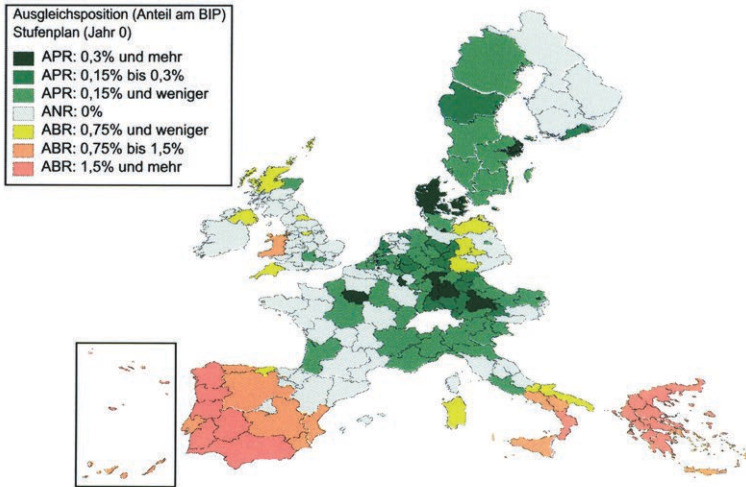 Ausgleichsposition (Anteil am BIP)
Stufenplan (Jahr 0)
APR: 0,3% und mehr
APR: 0,15% bis 0,3%
APR: 0,15% und weniger
ANR: 0%
ABR: 0,75% und weniger
ABR: 0,75% bis 1,5%
ABR: 1,5% und mehr